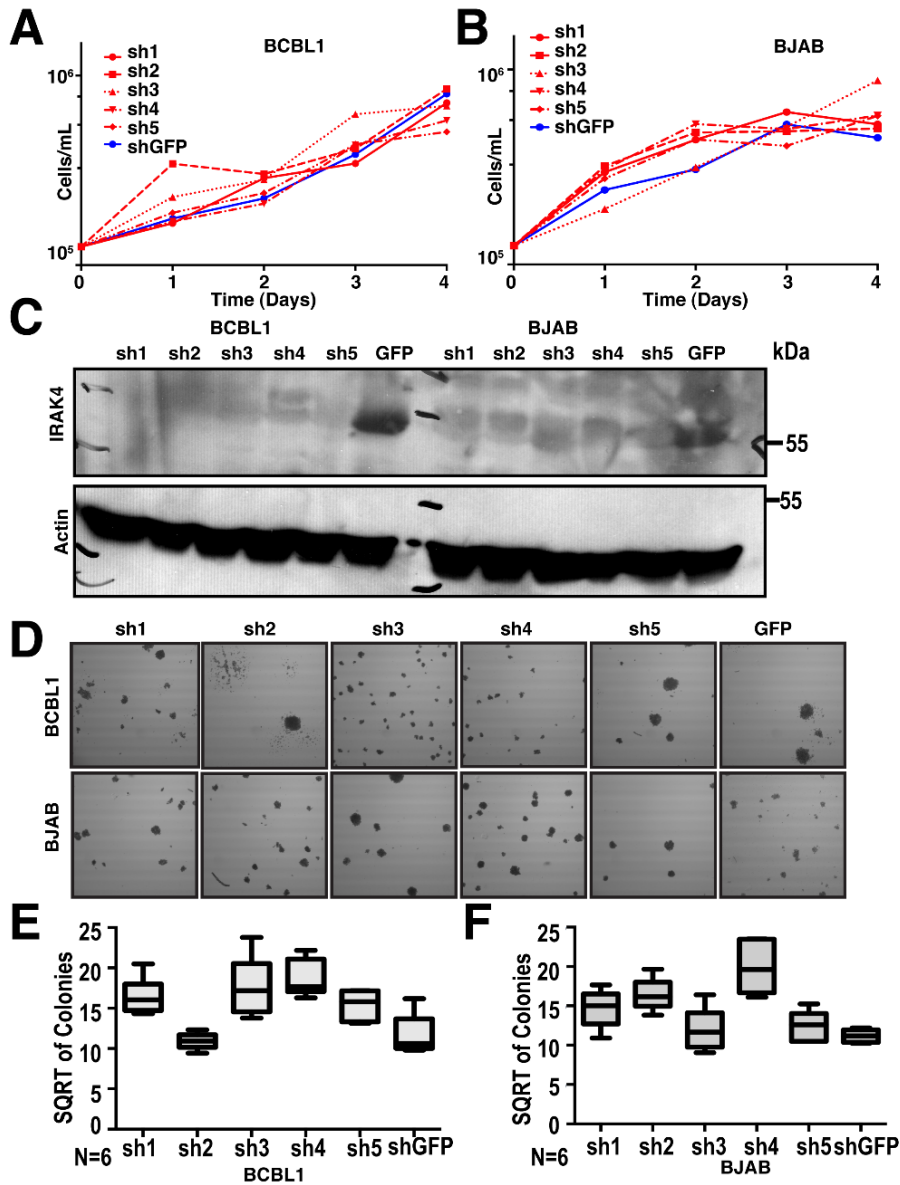 A
BCBL1
sh1
sh2
sh3
sh4
sh5
shGFP
10⁶
10⁵
Cells/mL
0 1 2 3 4
Time (Days)
B
BJAB
sh1
sh2
sh3
sh4
sh5
shGFP
10⁶
10⁵
Cells/mL
0 1 2 3 4
Time (Days)
C
BCBL1 BJAB
sh1 sh2 sh3 sh4 sh5 GFP sh1 sh2 sh3 sh4 sh5 GFP kDa
IRAK4
55
Actin
55
D
sh1 sh2 sh3 sh4 sh5 GFP
BCBL1
BJAB
E
SQRT of Colonies
25
20
15
10
5
0
N=6 sh1 sh2 sh3 sh4 sh5 shGFP
BCBL1
F
SQRT of Colonies
25
20
15
10
5
0
N=6 sh1 sh2 sh3 sh4 sh5 shGFP
BJAB